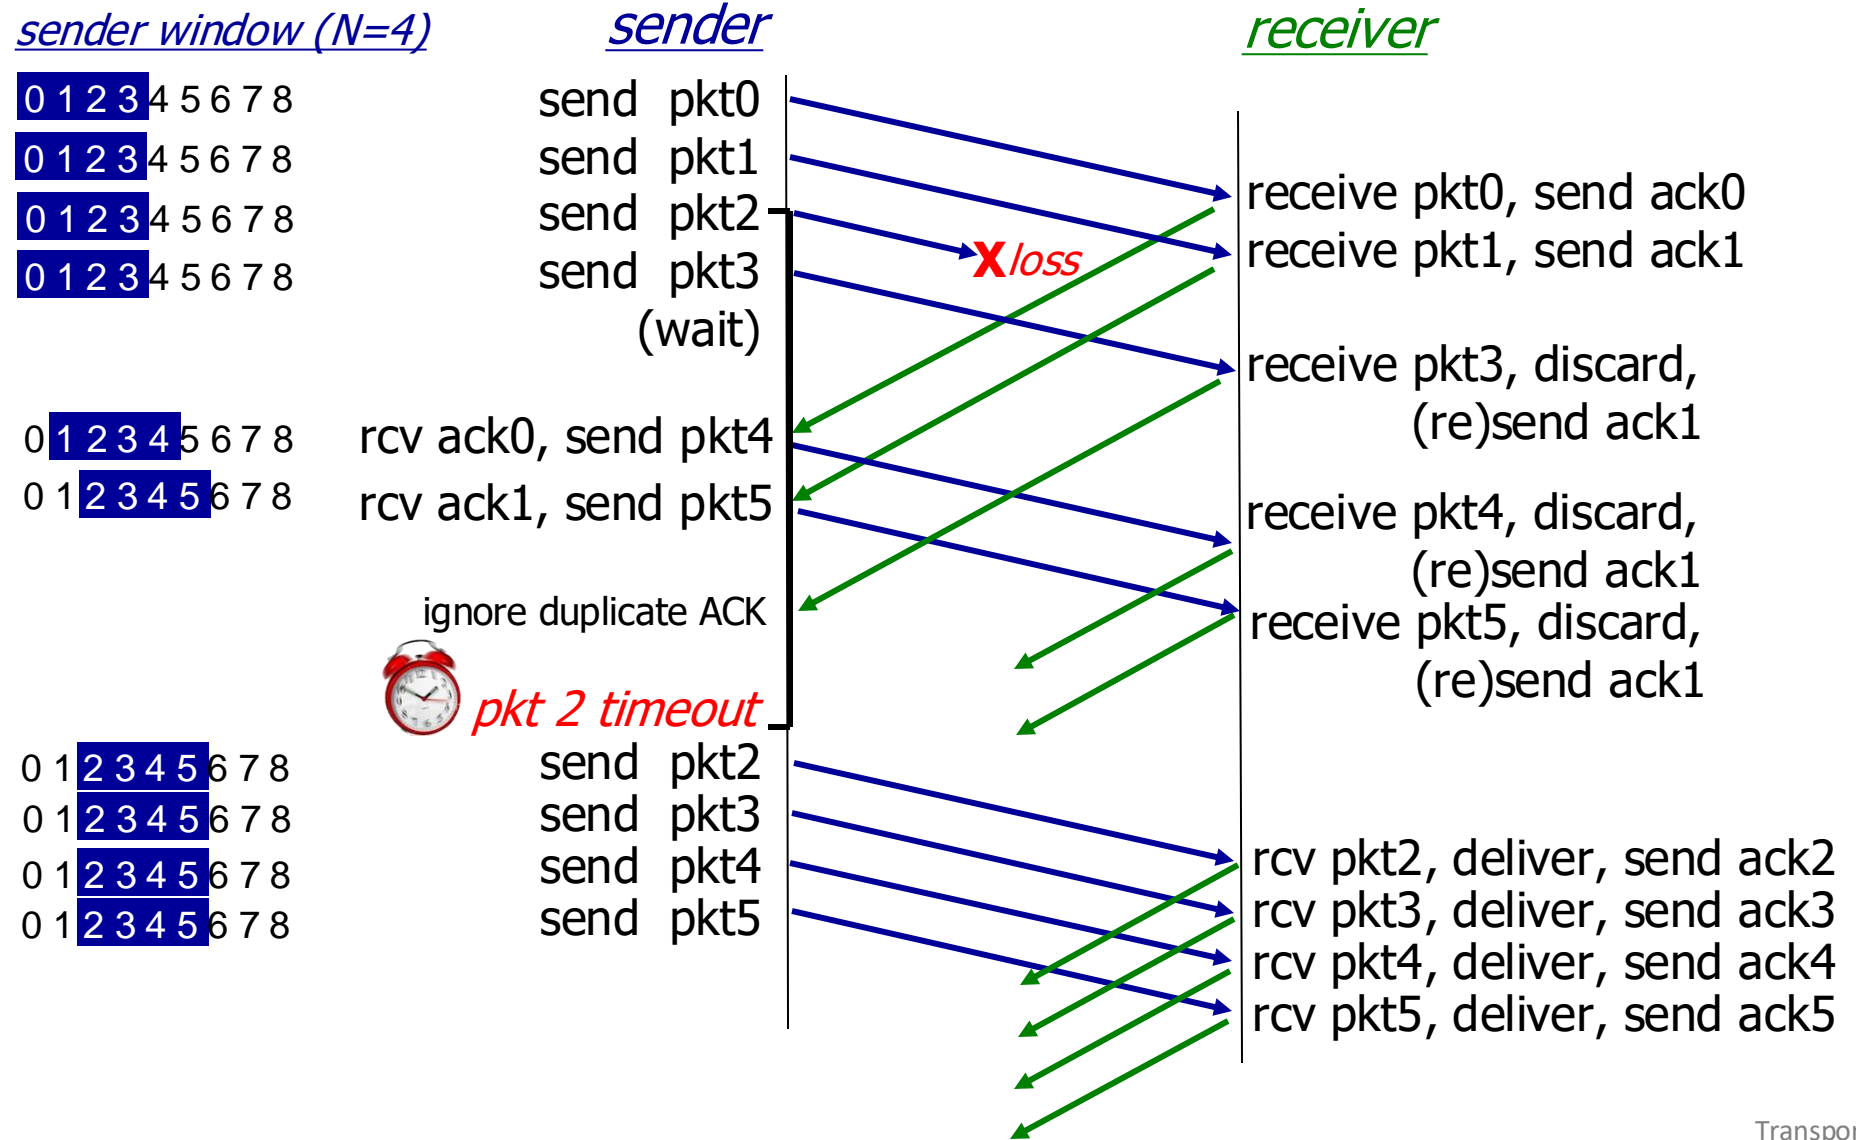 sender window (N=4) sender receiver
0 1 2 3 4 5 6 7 8 send pkt0
0 1 2 3 4 5 6 7 8 send pkt1
receive pkt0, send ack0
0 1 2 3 4 5 6 7 8 send pkt2
X loss
receive pkt1, send ack1
0 1 2 3 4 5 6 7 8 send pkt3
(wait)
receive pkt3, discard,
(re)send ack1
0 1 2 3 4 5 6 7 8 rcv ack0, send pkt4
0 1 2 3 4 5 6 7 8 rcv ack1, send pkt5
receive pkt4, discard,
(re)send ack1
ignore duplicate ACK
receive pkt5, discard,
(re)send ack1
pkt 2 timeout
0 1 2 3 4 5 6 7 8 send pkt2
0 1 2 3 4 5 6 7 8 send pkt3
0 1 2 3 4 5 6 7 8 send pkt4
rcv pkt2, deliver, send ack2
0 1 2 3 4 5 6 7 8 send pkt5
rcv pkt3, deliver, send ack3
rcv pkt4, deliver, send ack4
rcv pkt5, deliver, send ack5